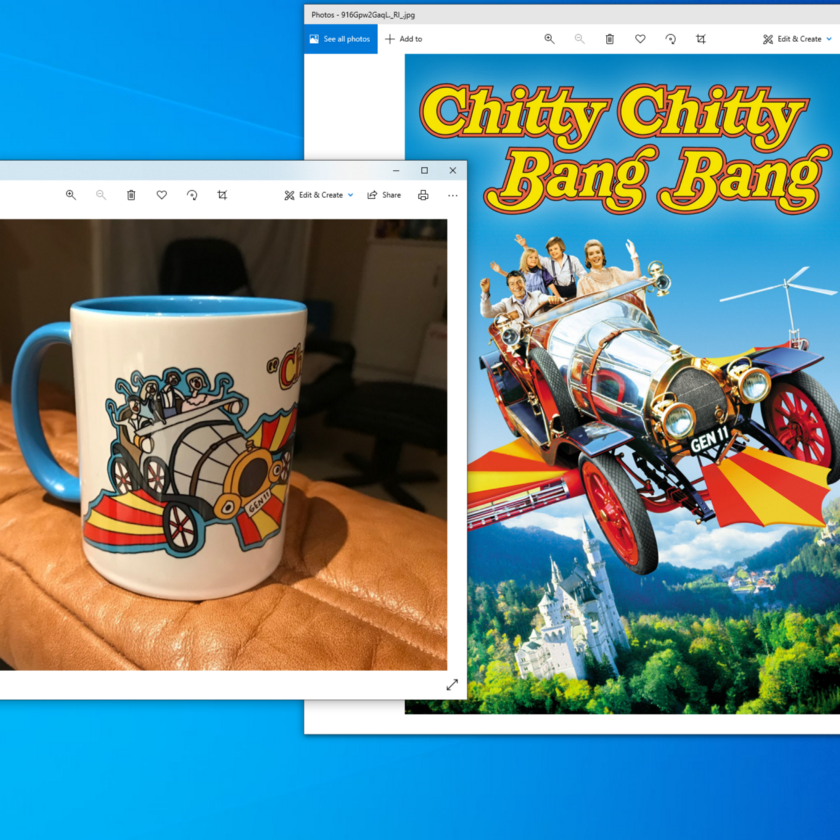 Photos - 916Gpw2GaqL._RI_.jpg
See all photos
Add to
Edit & Create
Chitty Chitty
Bang Bang
GEN 11
Edit & Create
Share
"Ch
GEN11